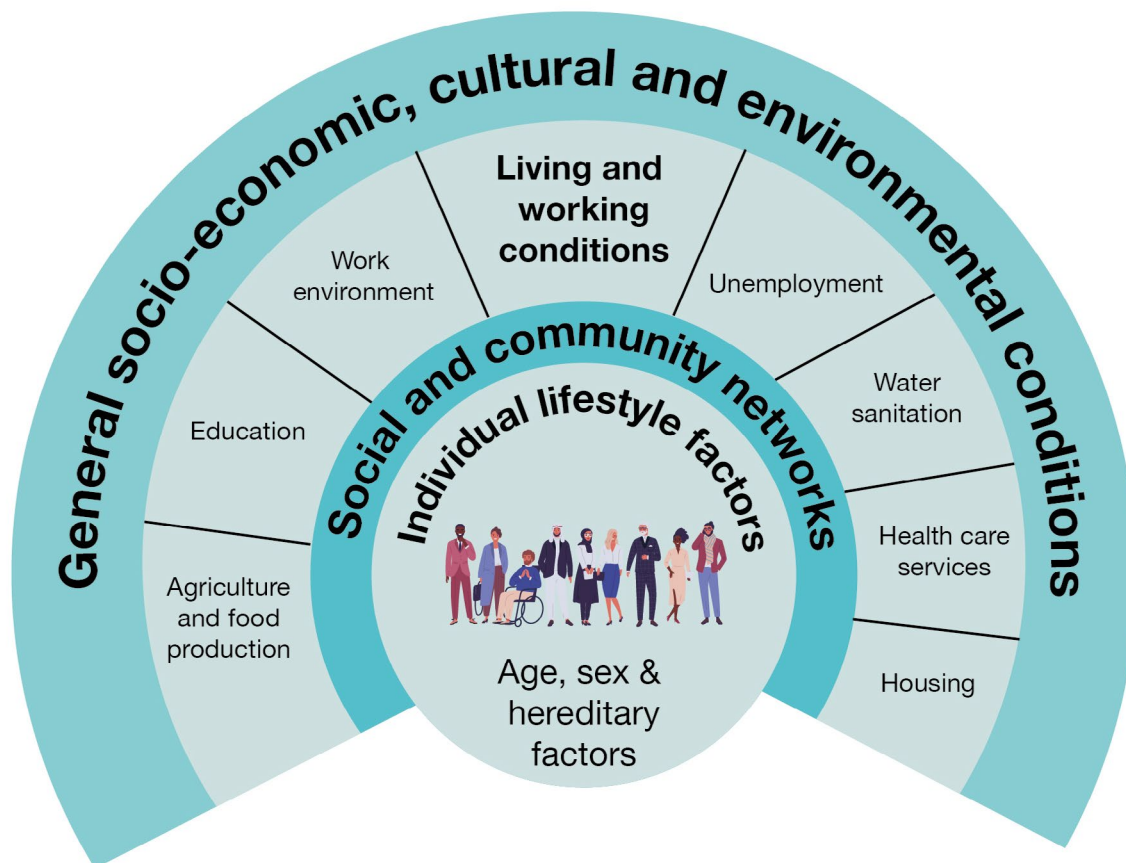 General socio-economic, cultural and environmental conditions
Living and
working
conditions
Work
environment
Unemployment
Education
Water
sanitation
Agriculture
and food
production
Health care
services
Housing
Social and community networks
Individual lifestyle factors
Age, sex &
hereditary
factors